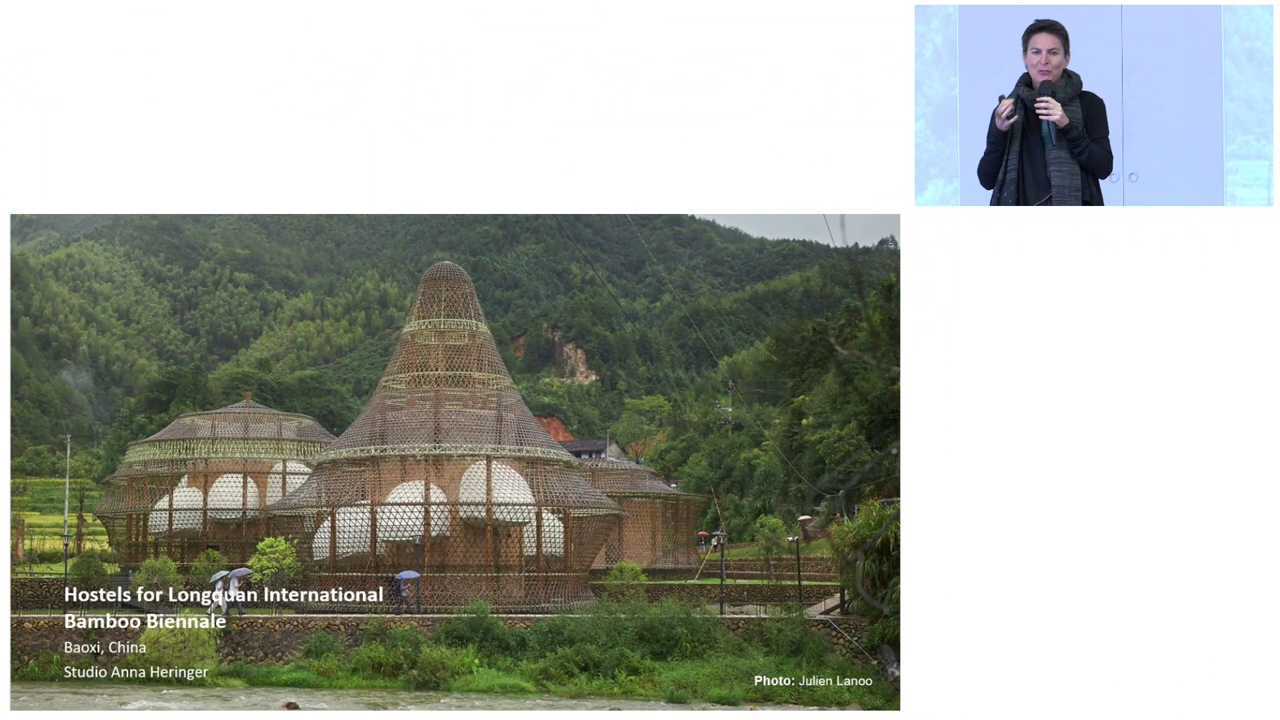 Hostels for Longquan International
Bamboo Biennale
Baoxi, China
Studio Anna Heringer
Photo: Julien Lanoo